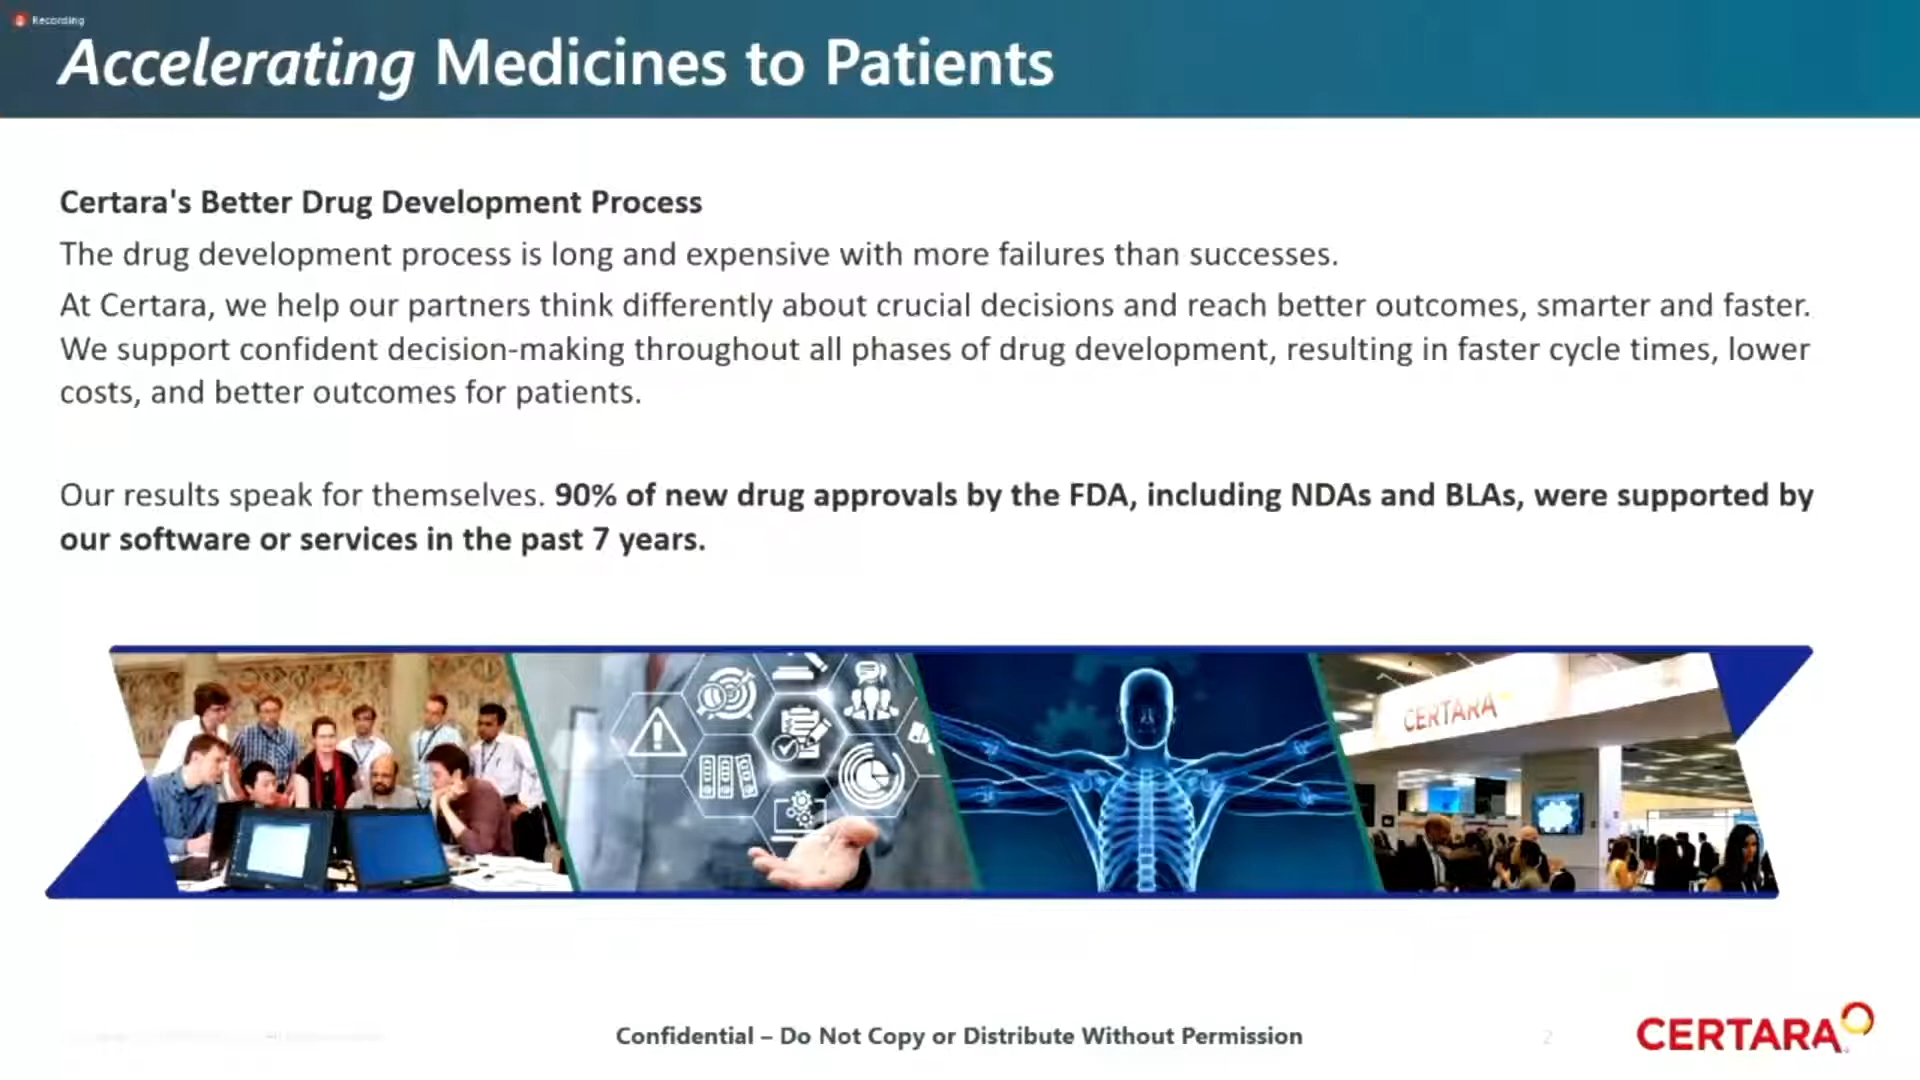 Recording
Accelerating Medicines to Patients
Certara's Better Drug Development Process
The drug development process is long and expensive with more failures than successes.
At Certara, we help our partners think differently about crucial decisions and reach better outcomes, smarter and faster.
We support confident decision-making throughout all phases of drug development, resulting in faster cycle times, lower
costs, and better outcomes for patients.
Our results speak for themselves. 90% of new drug approvals by the FDA, including NDAs and BLAs, were supported by
our software or services in the past 7 years.
CERTARA
Confidential – Do Not Copy or Distribute Without Permission
2
CERTARA